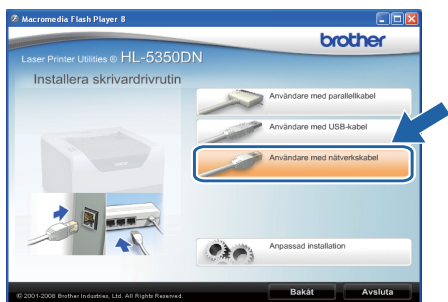 Macromedia Flash Player 8
brother
Laser Printer Utilities ® HL-5350DN
Installera skrivardrivrutin
Användare med parallellkabel
Användare med USB-kabel
Användare med nätverkskabel
Anpassad installation
© 2001-2008 Brother Industries, Ltd. All Rights Reserved.
Bakåt
Avsluta